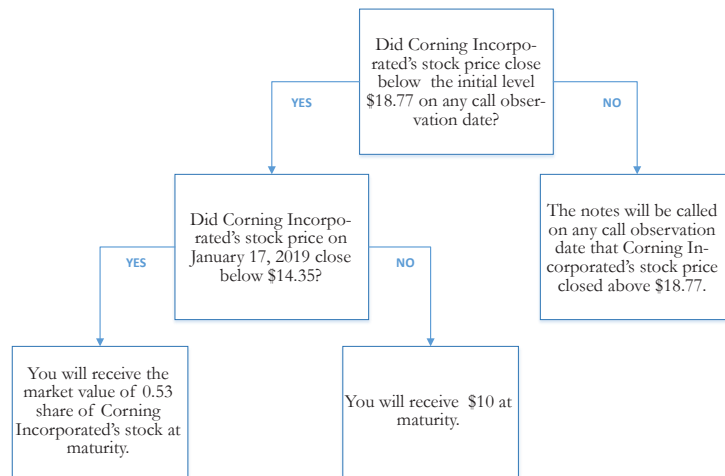 Did Corning Incorpo-
rated's stock price close
below the initial level
$18.77 on any call obser-
vation date?
YES
NO
Did Corning Incorpo-
rated's stock price on
January 17, 2019 close
below $14.35?
The notes will be called
on any call observation
date that Corning In-
corporated's stock price
closed above $18.77.
YES
NO
You will receive the
market value of 0.53
share of Corning
Incorporated's stock at
maturity.
You will receive $10 at
maturity.